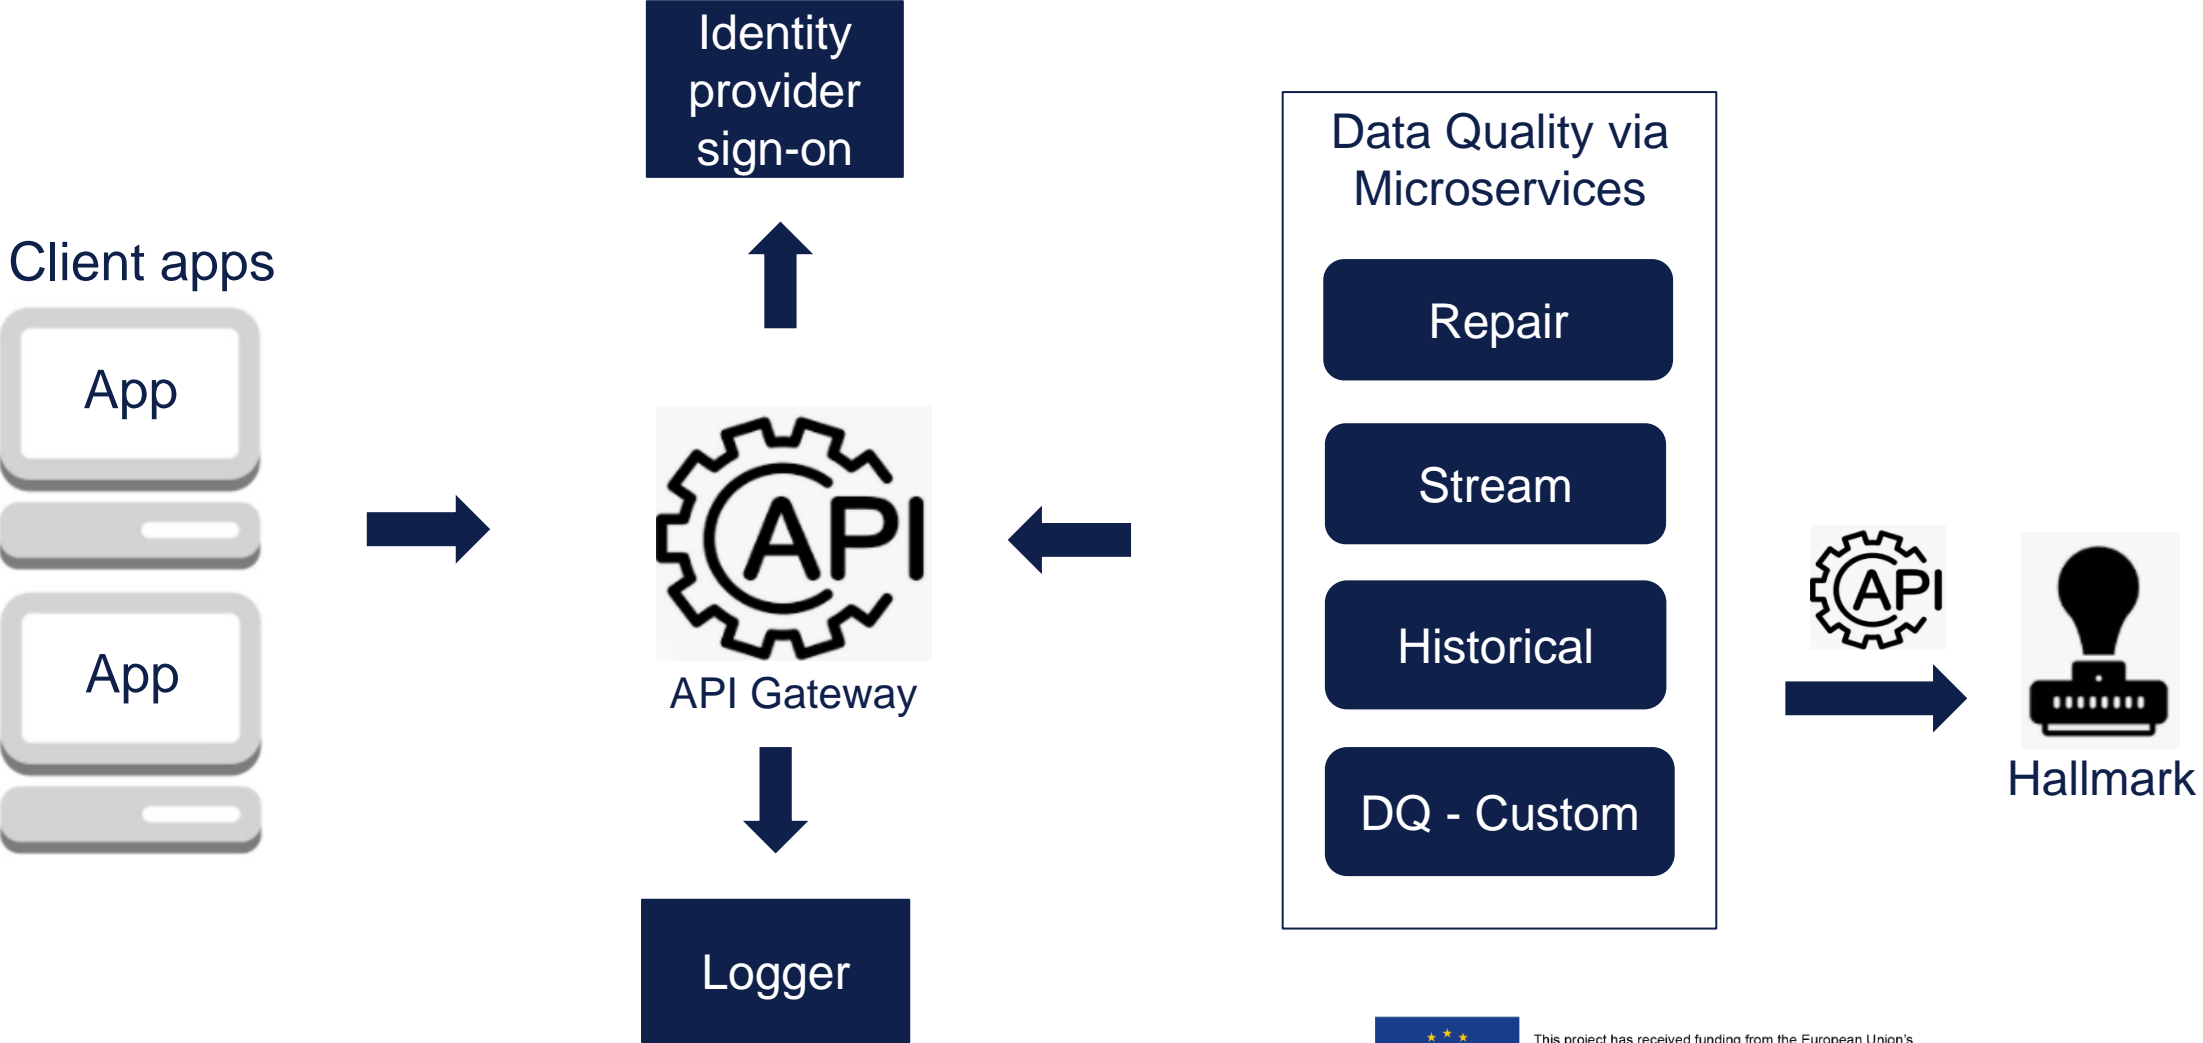 Identity
provider
sign-on
Client apps
App
App
API
API Gateway
Logger
Data Quality via
Microservices
Repair
Stream
Historical
DQ - Custom
API
Hallmark
This project has received funding from the European Union's